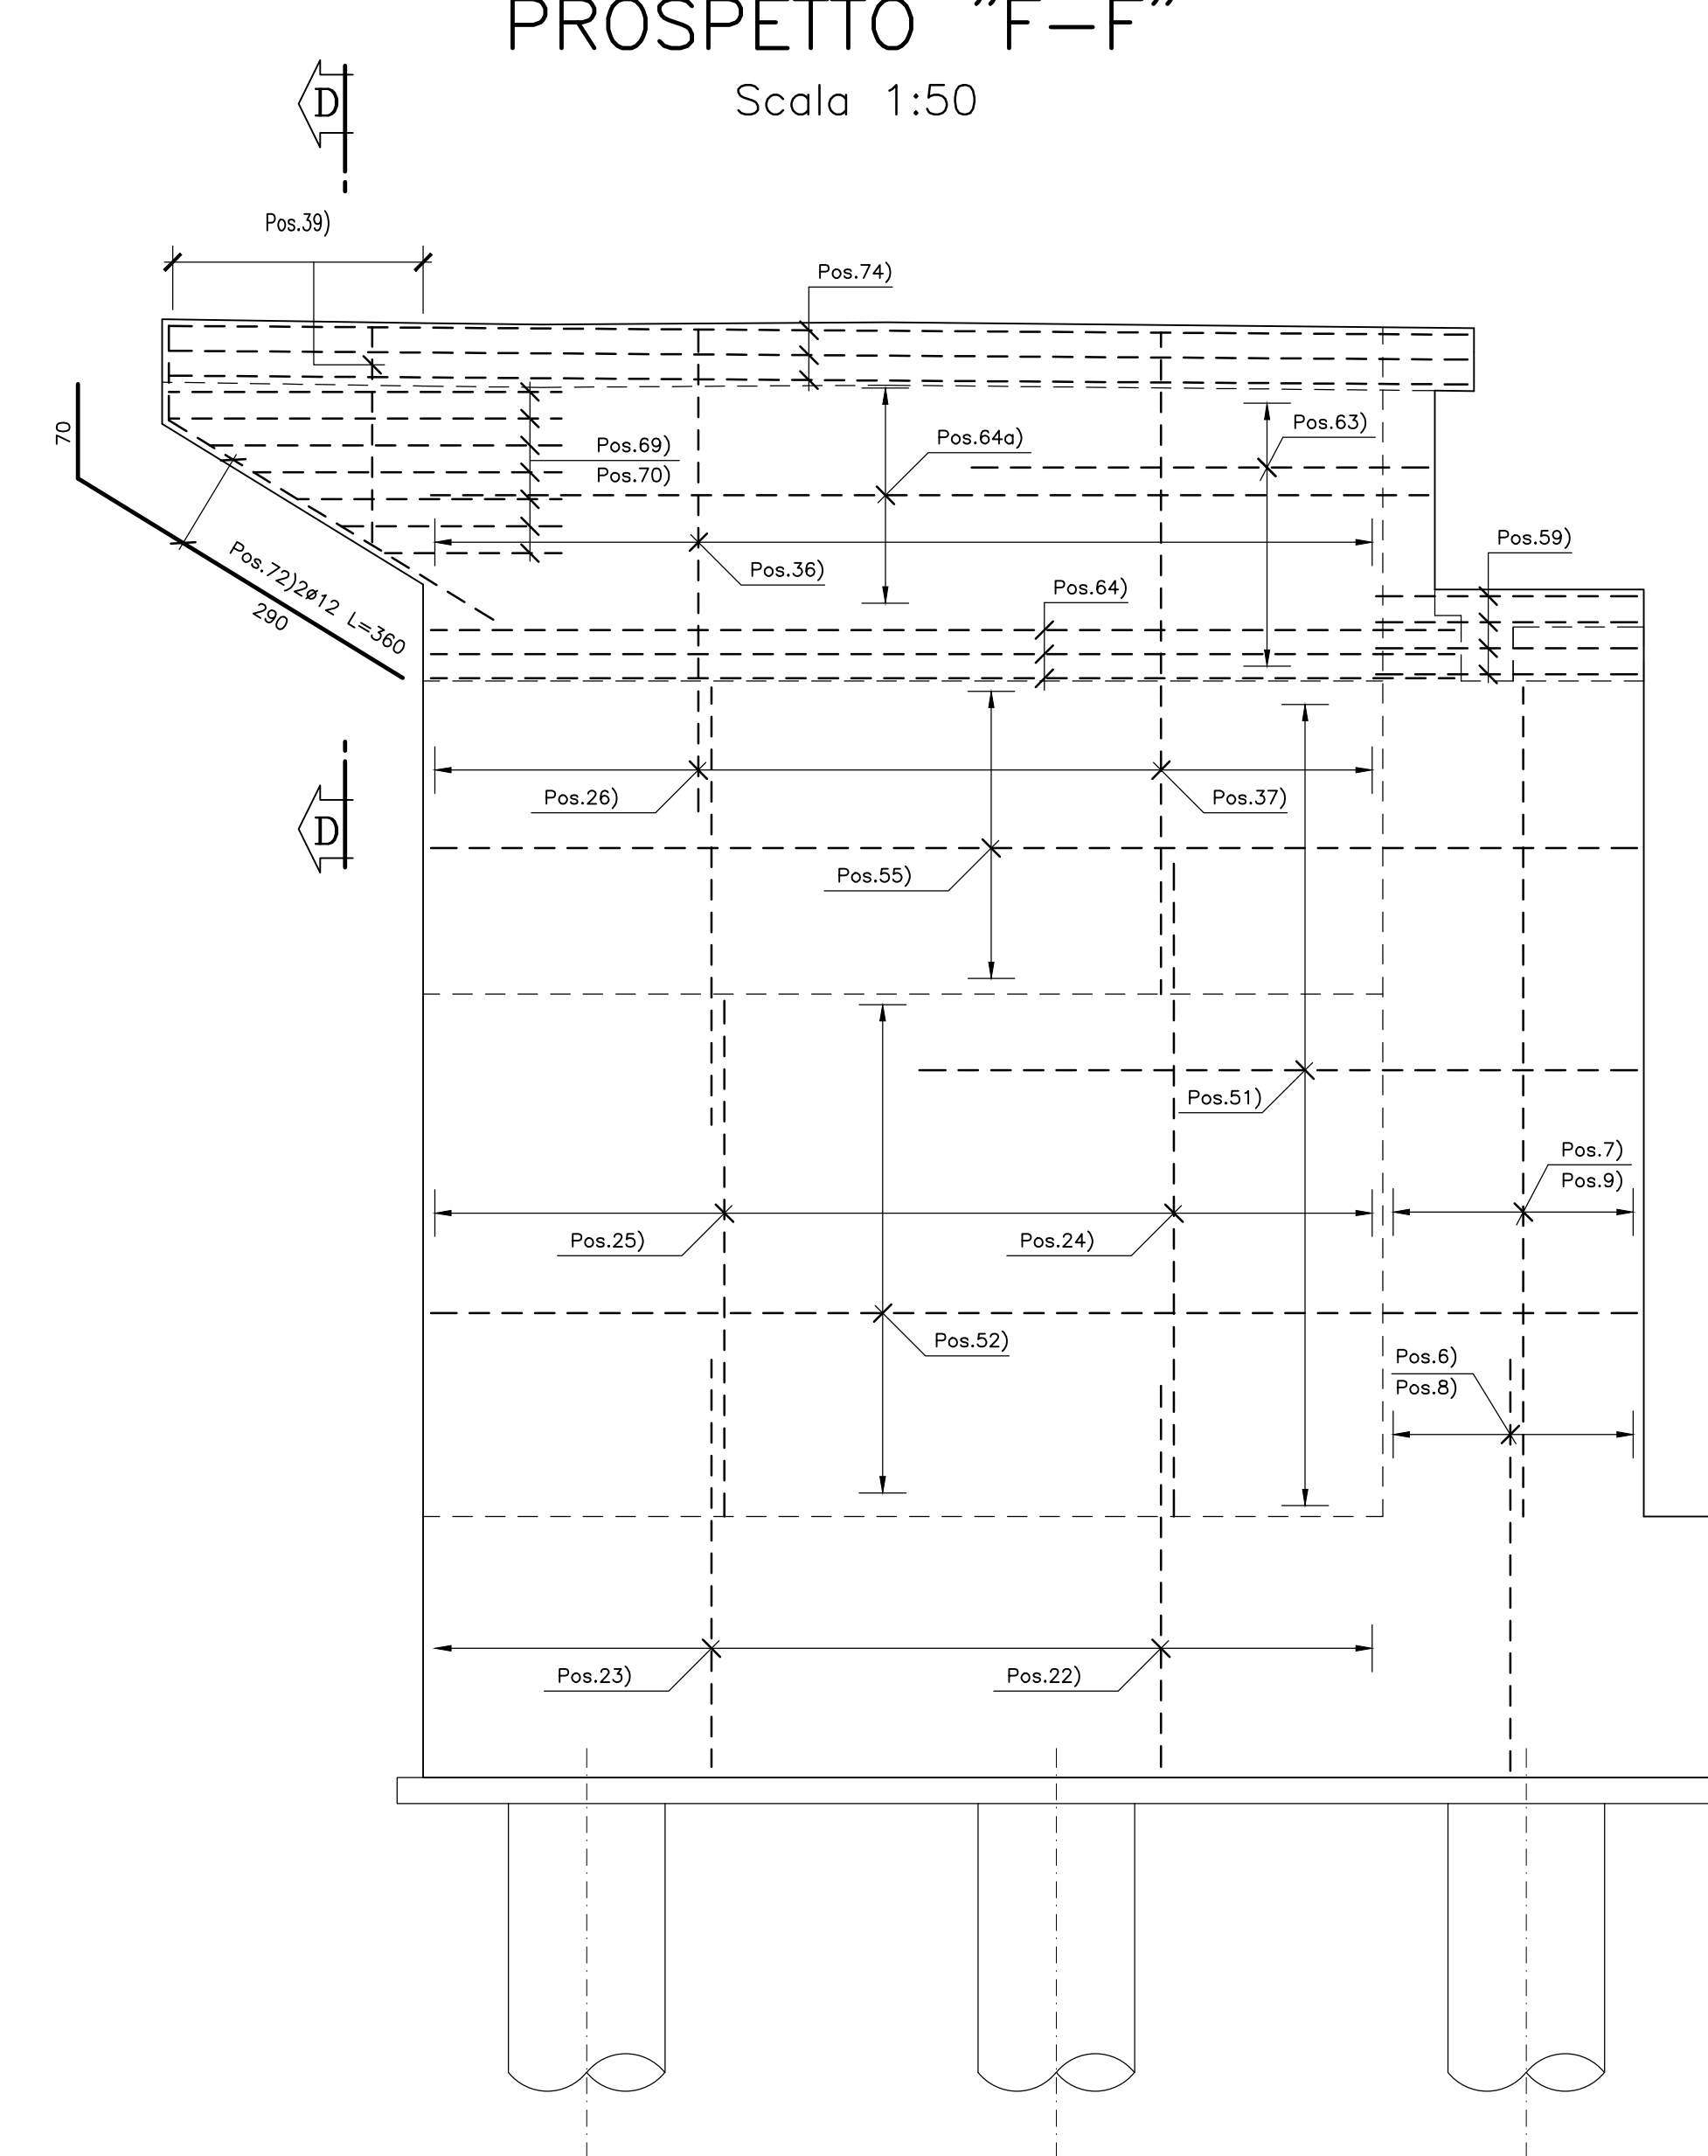 PROSPETTO "F-F"
Scala 1:50
D
Pos.39)
Pos.74)
Pos.63)
Pos.64a)
Pos.69)
Pos.70)
70
Pos.72)2ø12 L=360
290
Pos.36)
Pos.59)
Pos.64)
Pos.26)
Pos.37)
D
Pos.55)
Pos.51)
Pos.7)
Pos.9)
Pos.25)
Pos.24)
Pos.52)
Pos.6)
Pos.8)
Pos.23)
Pos.22)